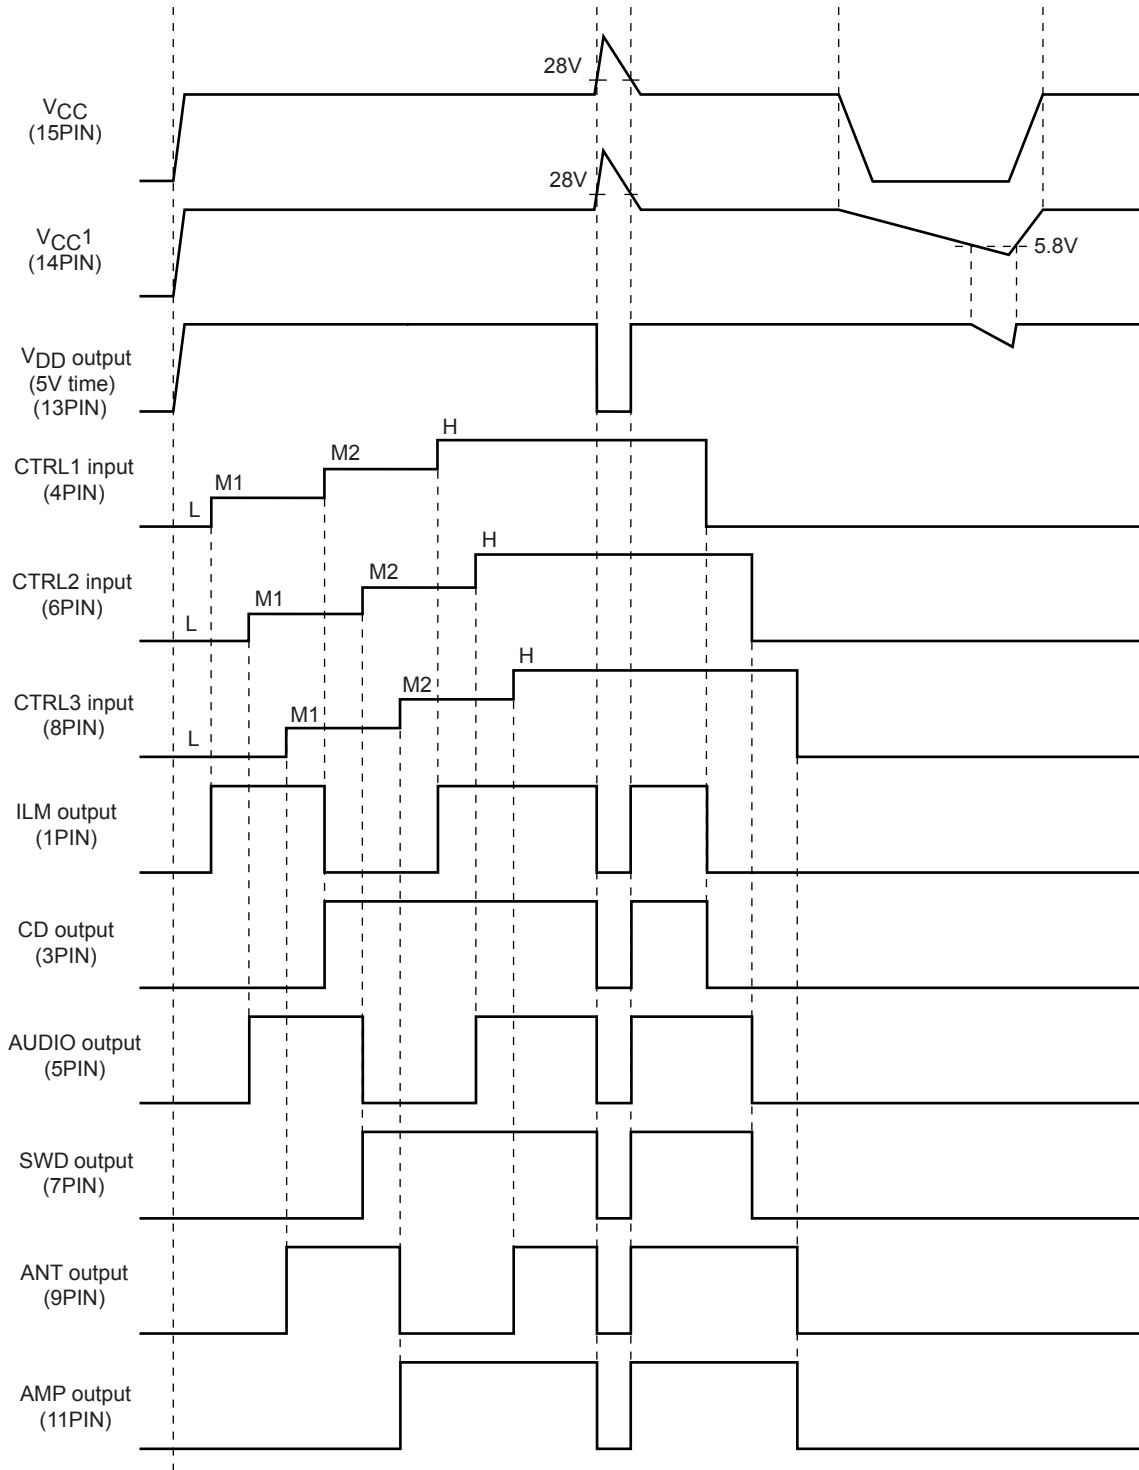 28V
VCC
(15PIN)
28V
VCC1
(14PIN)
5.8V
VDD output
(5V time)
(13PIN)
H
M2
CTRL1 input
(4PIN)
M1
L
H
M2
CTRL2 input
(6PIN)
M1
L
H
M2
CTRL3 input
(8PIN)
M1
L
ILM output
(1PIN)
CD output
(3PIN)
AUDIO output
(5PIN)
SWD output
(7PIN)
ANT output
(9PIN)
AMP output
(11PIN)